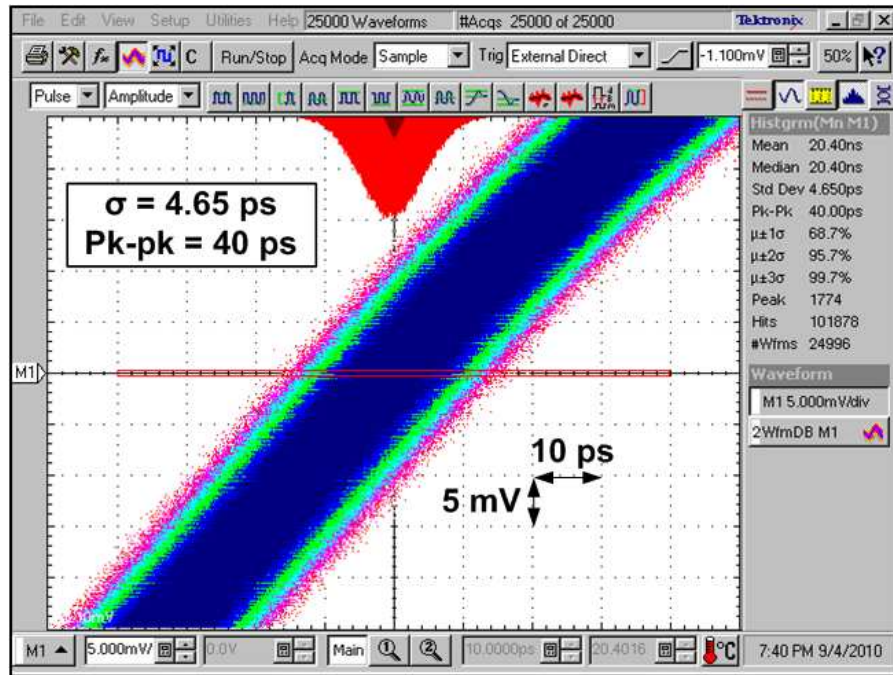 File Edit View Setup Utilities Help 25000 Waveforms #Acqs 25000 of 25000 Tektronix
C Run/Stop Acq Mode Sample Trig External Direct -1.100mV 50%
Pulse Amplitude
Histgrm(Mn M1)
Mean 20.40ns
Median 20.40ns
Std Dev 4.650ps
Pk-Pk 40.00ps
µ±1σ 68.7%
µ±2σ 95.7%
µ±3σ 99.7%
Peak 1774
Hits 101878
#Wfms 24996
Waveform
M1 5.000mV/div
2WfmDB M1
σ = 4.65 ps
Pk-pk = 40 ps
M1
10 ps
5 mV
M1 5.000mV/ 0.0V Main 1 2 10.0000ps 20.4016 °C 7:40 PM 9/4/2010